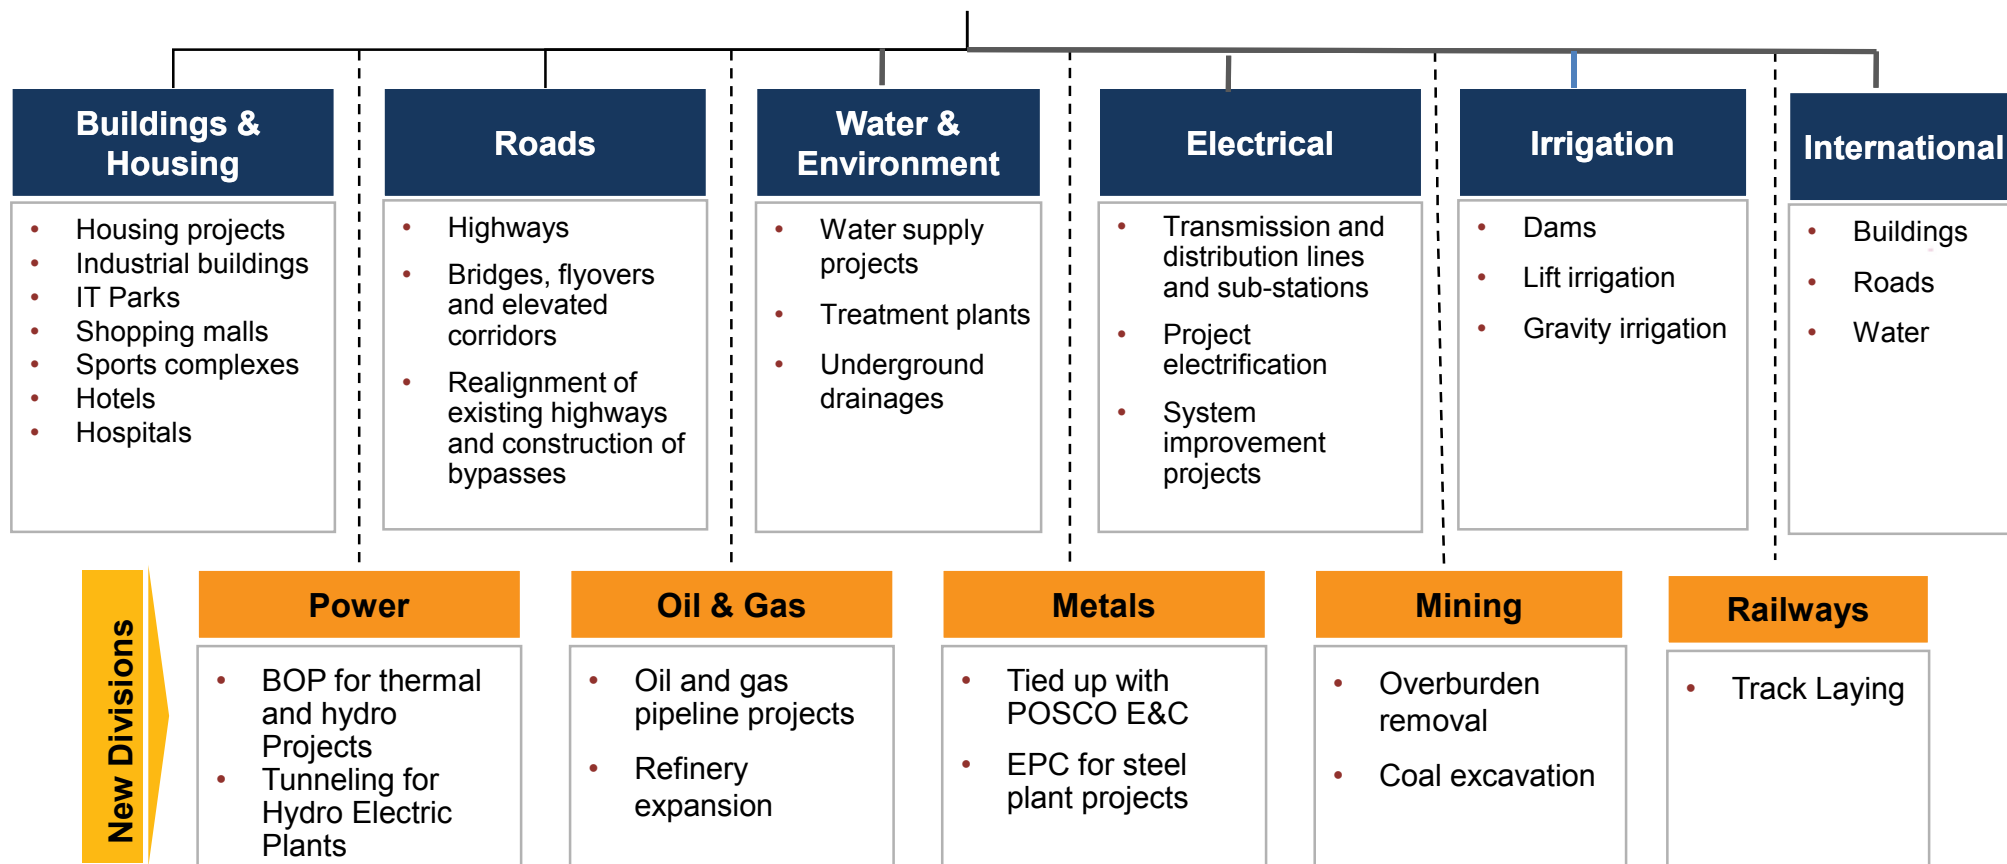 Buildings &
Housing
• Housing projects
• Industrial buildings
• IT Parks
• Shopping malls
• Sports complexes
• Hotels
• Hospitals
Roads
• Highways
• Bridges, flyovers
and elevated
corridors
• Realignment of
existing highways
and construction of
bypasses
Water &
Environment
• Water supply
projects
• Treatment plants
• Underground
drainages
Electrical
• Transmission and
distribution lines
and sub-stations
• Project
electrification
• System
improvement
projects
Irrigation
• Dams
• Lift irrigation
• Gravity irrigation
International
• Buildings
• Roads
• Water
New Divisions
Power
• BOP for thermal
and hydro
Projects
• Tunneling for
Hydro Electric
Plants
Oil & Gas
• Oil and gas
pipeline projects
• Refinery
expansion
Metals
• Tied up with
POSCO E&C
• EPC for steel
plant projects
Mining
• Overburden
removal
• Coal excavation
Railways
• Track Laying